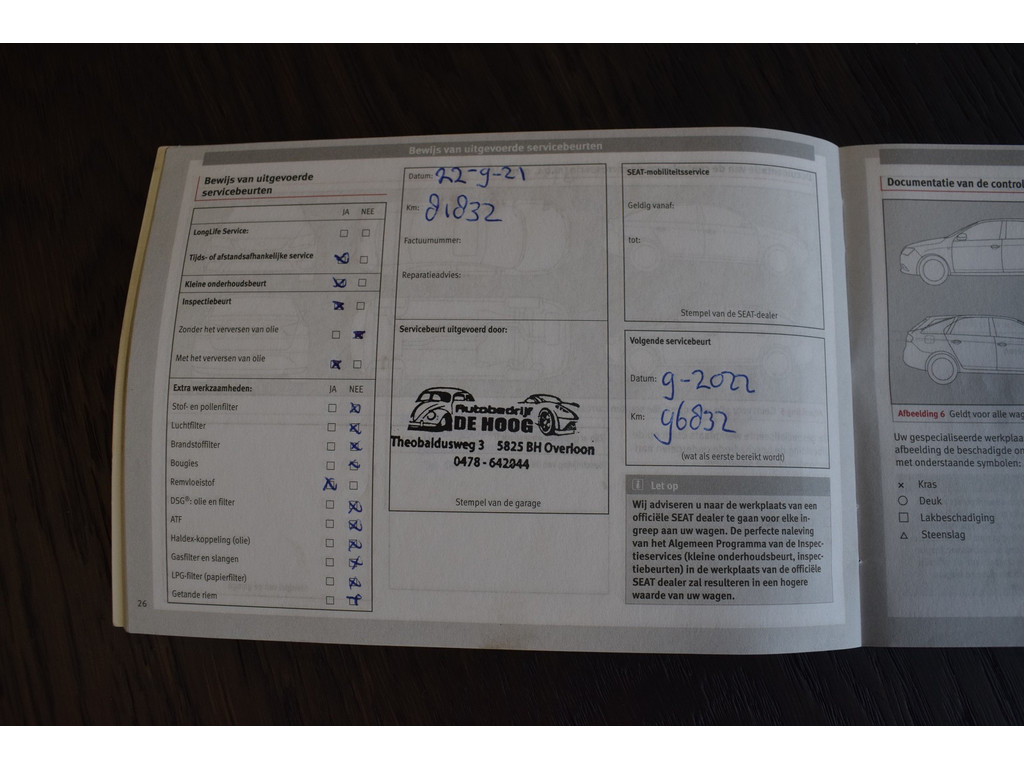 Bewijs van uitgevoerde servicebeurten
Bewijs van uitgevoerde
servicebeurten
JA NEE
LongLife Service:
Tijds- of afstandsafhankelijke service
Kleine onderhoudsbeurt
Inspectiebeurt
Zonder het verversen van olie
Met het verversen van olie
Extra werkzaamheden: JA NEE
Stof- en pollenfilter
Luchtfilter
Brandstoffilter
Bougies
Remvloeistof
DSG®: olie en filter
ATF
Haldex-koppeling (olie)
Gasfilter en slangen
LPG-filter (papierfilter)
Getande riem
26
Datum: 22-9-21
Km: 81832
Factuurnummer:
Reparatieadvies:
Servicebeurt uitgevoerd door:
Autobedrijf
DE HOOG
Theobaldusweg 3 5825 BH Overloon
0478-642044
Stempel van de garage
SEAT-mobiliteitsservice
Geldig vanaf:
tot:
Stempel van de SEAT-dealer
Volgende servicebeurt
Datum: 9-2022
Km: 96832
(wat als eerste bereikt wordt)
i Let op
Wij adviseren u naar de werkplaats van een
officiële SEAT dealer te gaan voor elke in-
greep aan uw wagen. De perfecte naleving
van het Algemeen Programma van de Inspec-
tieservices (kleine onderhoudsbeurt, inspec-
tiebeurten) in de werkplaats van de officiële
SEAT dealer zal resulteren in een hogere
waarde van uw wagen.
Documentatie van de control
Afbeelding 6 Geldt voor alle wag
Uw gespecialiseerde werkplaa
afbeelding de beschadigde on
met onderstaande symbolen:
Kras
Deuk
Lakbeschadiging
Steenslag